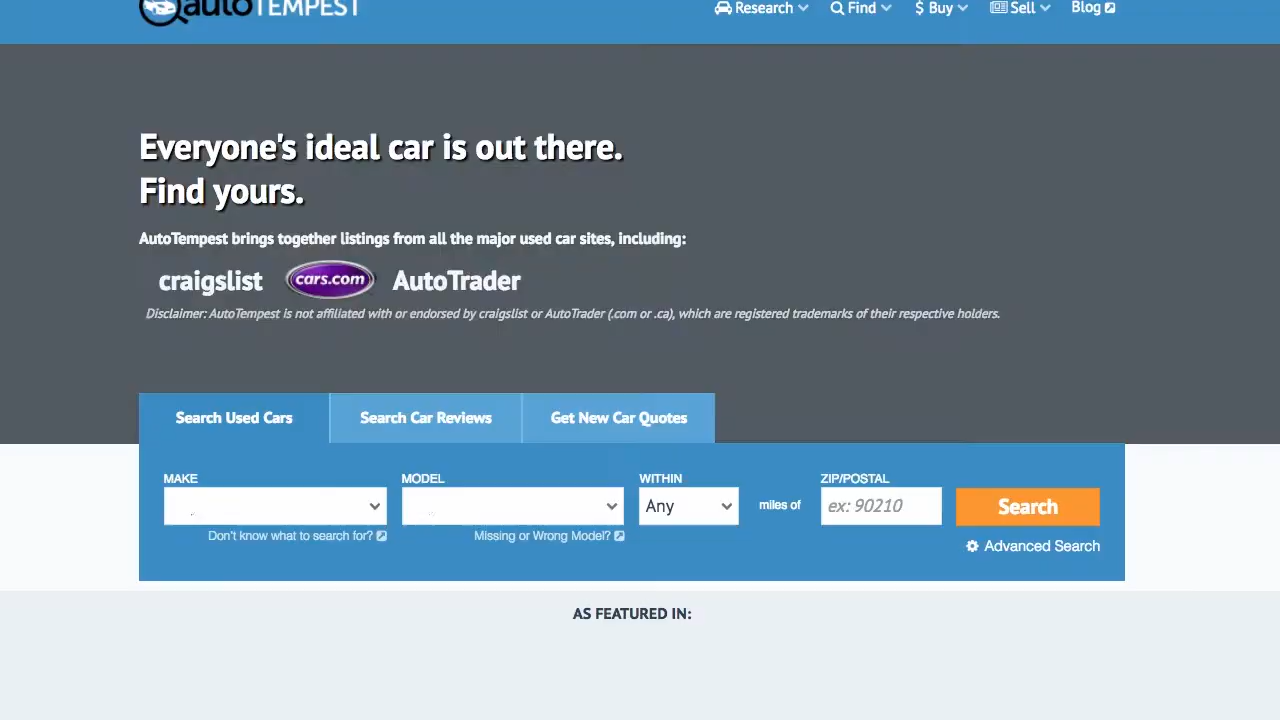 autoTEMPEST
Research Find $ Buy Sell Blog
Everyone's ideal car is out there.
Find yours.
AutoTempest brings together listings from all the major used car sites, including:
craigslist cars.com AutoTrader
Disclaimer: AutoTempest is not affiliated with or endorsed by craigslist or AutoTrader (.com or .ca), which are registered trademarks of their respective holders.
Search Used Cars Search Car Reviews Get New Car Quotes
MAKE MODEL WITHIN ZIP/POSTAL
Any miles of ex: 90210 Search
Don't know what to search for? Missing or Wrong Model?
Advanced Search
AS FEATURED IN: